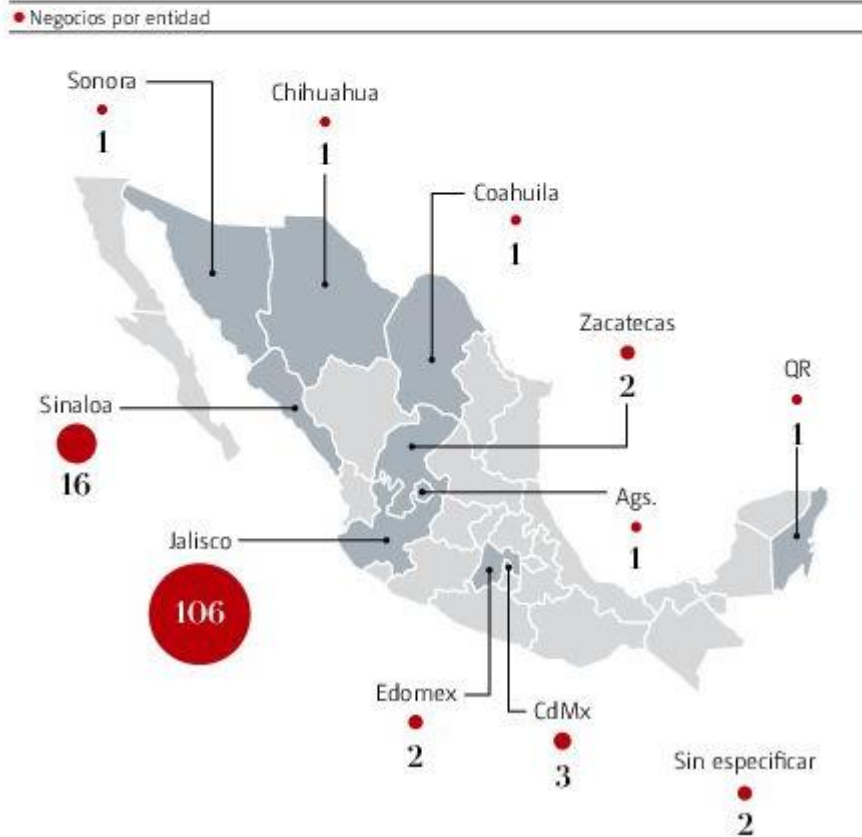 Negocios por entidad
Sonora
1
Chihuahua
1
Coahuila
1
Zacatecas
2
QR
1
Sinaloa
16
Ags.
1
Jalisco
106
Edomex
2
CdMx
3
Sin especificar
2